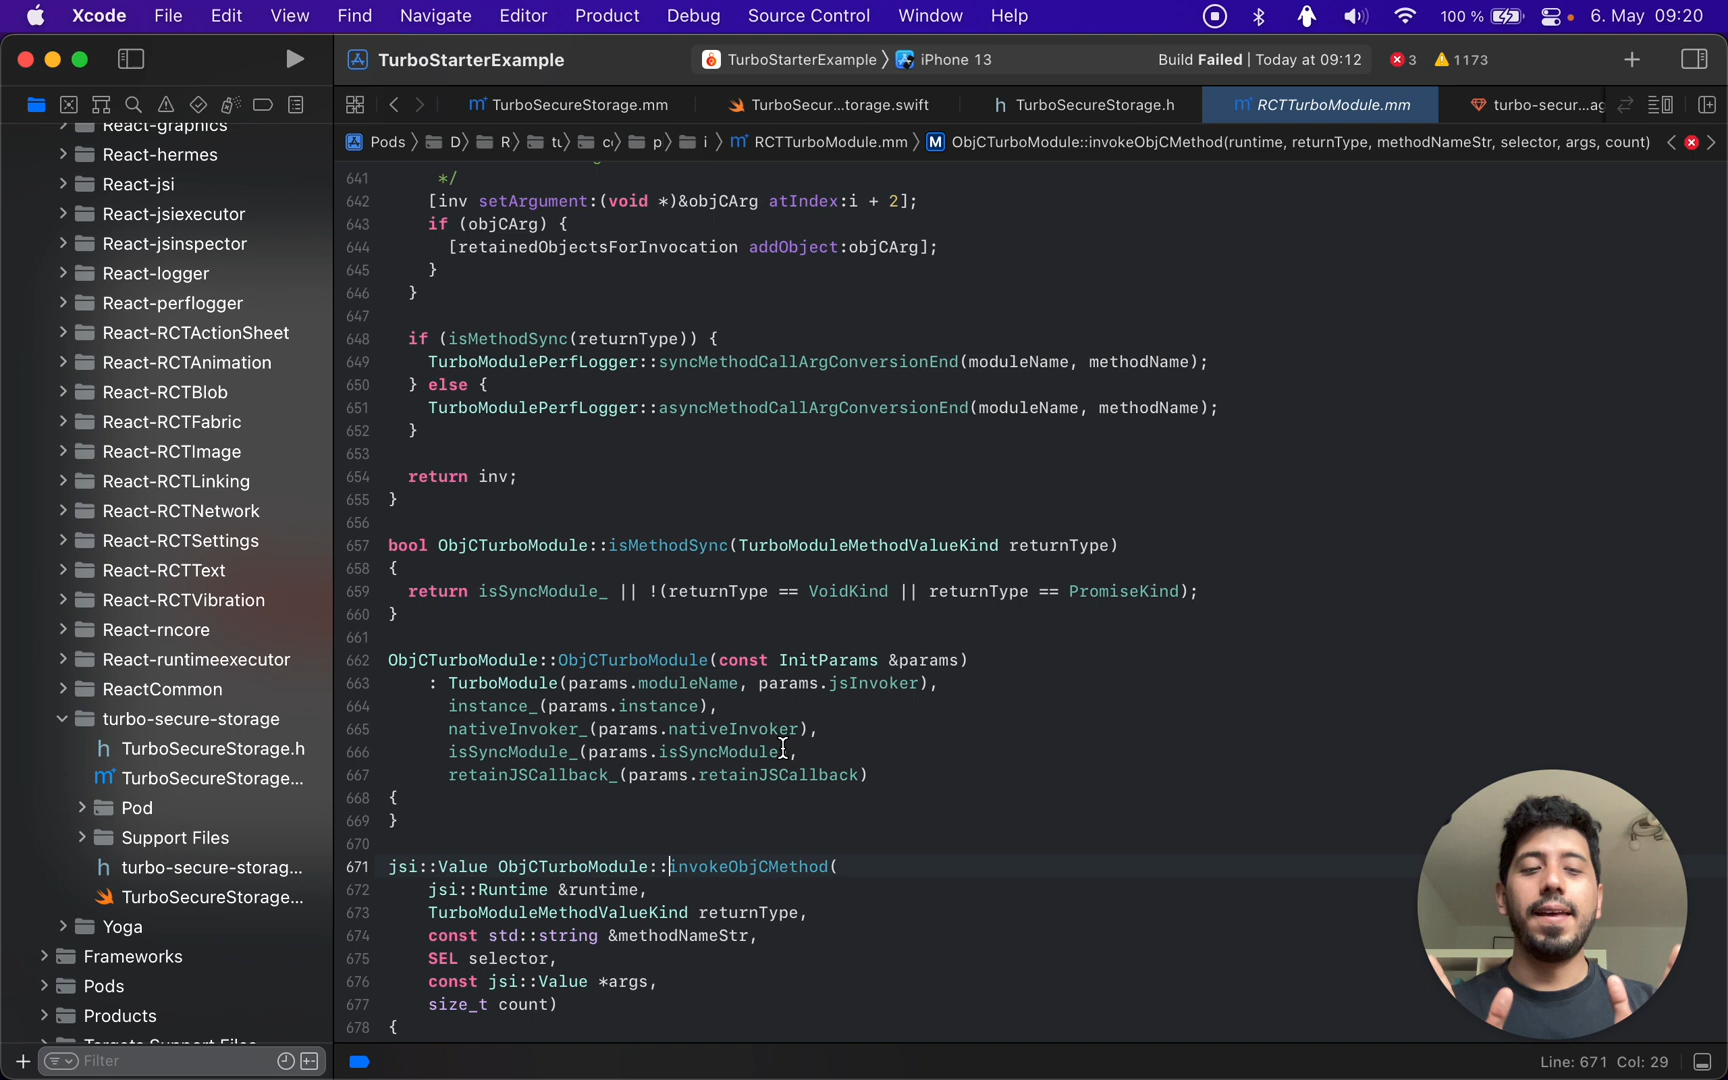 Xcode File Edit View Find Navigate Editor Product Debug Source Control Window Help 100 % 6. May 09:20
TurboStarterExample TurboStarterExample iPhone 13 Build Failed | Today at 09:12 3 1173
TurboSecureStorage.mm TurboSecur...torage.swift TurboSecureStorage.h RCTTurboModule.mm turbo-secur...ag
Pods D R tu c p i RCTTurboModule.mm M ObjCTurboModule::invokeObjCMethod(runtime, returnType, methodNameStr, selector, args, count)
React-graphics
React-hermes
React-jsi
React-jsiexecutor
React-jsinspector
React-logger
React-perflogger
React-RCTActionSheet
React-RCTAnimation
React-RCTBlob
React-RCTFabric
React-RCTImage
React-RCTLinking
React-RCTNetwork
React-RCTSettings
React-RCTText
React-RCTVibration
React-rncore
React-runtimeexecutor
ReactCommon
turbo-secure-storage
h TurboSecureStorage.h
m TurboSecureStorage...
Pod
Support Files
h turbo-secure-storag...
TurboSecureStorage...
Yoga
Frameworks
Pods
Products
Targets Support Files
Filter
641 */
642 [inv setArgument:(void *)&objCArg atIndex:i + 2];
643 if (objCArg) {
644 [retainedObjectsForInvocation addObject:objCArg];
645 }
646 }
647
648 if (isMethodSync(returnType)) {
649 TurboModulePerfLogger::syncMethodCallArgConversionEnd(moduleName, methodName);
650 } else {
651 TurboModulePerfLogger::asyncMethodCallArgConversionEnd(moduleName, methodName);
652 }
653
654 return inv;
655 }
656
657 bool ObjCTurboModule::isMethodSync(TurboModuleMethodValueKind returnType)
658 {
659 return isSyncModule_ || !(returnType == VoidKind || returnType == PromiseKind);
660 }
661
662 ObjCTurboModule::ObjCTurboModule(const InitParams &params)
663 : TurboModule(params.moduleName, params.jsInvoker),
664 instance_(params.instance),
665 nativeInvoker_(params.nativeInvoker),
666 isSyncModule_(params.isSyncModule),
667 retainJSCallback_(params.retainJSCallback)
668 {
669 }
670
671 jsi::Value ObjCTurboModule::invokeObjCMethod(
672 jsi::Runtime &runtime,
673 TurboModuleMethodValueKind returnType,
674 const std::string &methodNameStr,
675 SEL selector,
676 const jsi::Value *args,
677 size_t count)
678 {
Line: 671 Col: 29